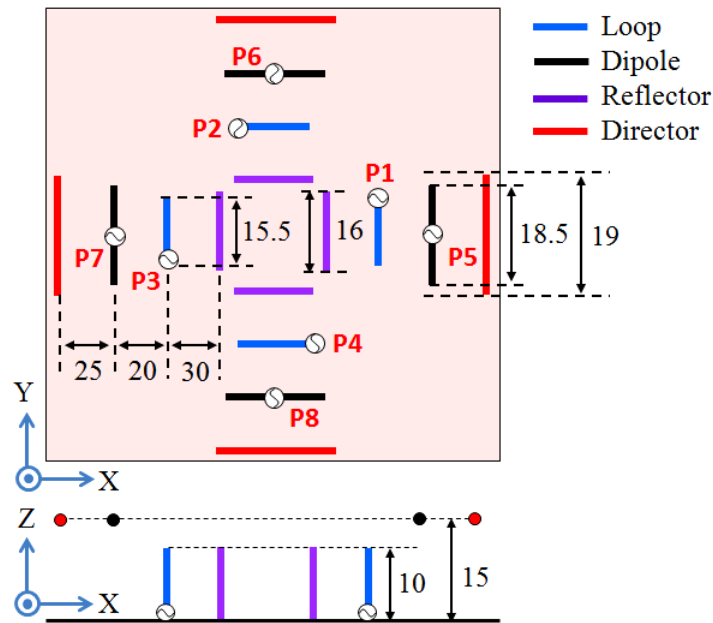 Loop
Dipole
Reflector
Director
P6
P2
P1
P7
P3
15.5
16
P5
18.5
19
25
20
30
P4
P8
Y
X
Z
X
10
15